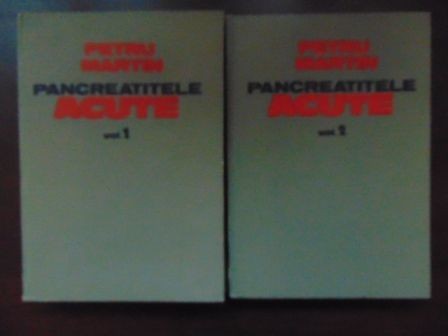 PETRU
MARTIN
PANCREATITELE
ACUTE
vol. 1
PETRU
MARTIN
PANCREATITELE
ACUTE
vol. 2